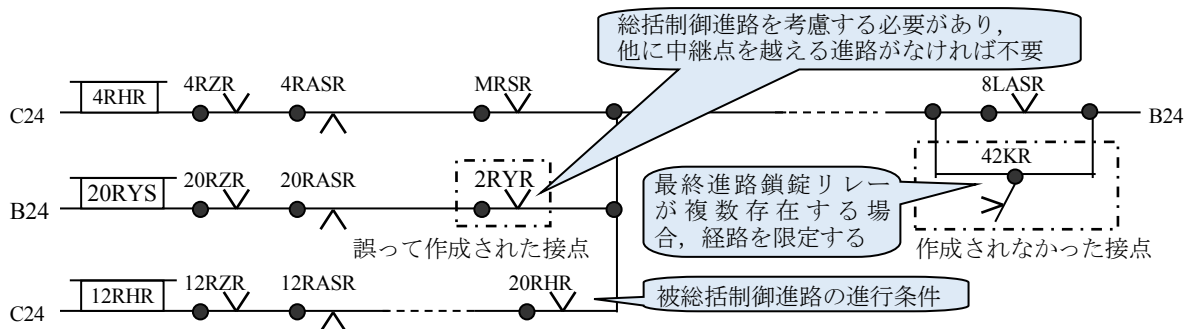 総括制御進路を考慮する必要があり,
他に中継点を越える進路がなければ不要
C24 4RHR 4RZR 4RASR MRSR 8LASR B24
B24 20RYS 20RZR 20RASR 2RYR
誤って作成された接点
最終進路鎖錠リレー
が複数存在する場
合,経路を限定する
42KR
作成されなかった接点
C24 12RHR 12RZR 12RASR 20RHR
被総括制御進路の進行条件